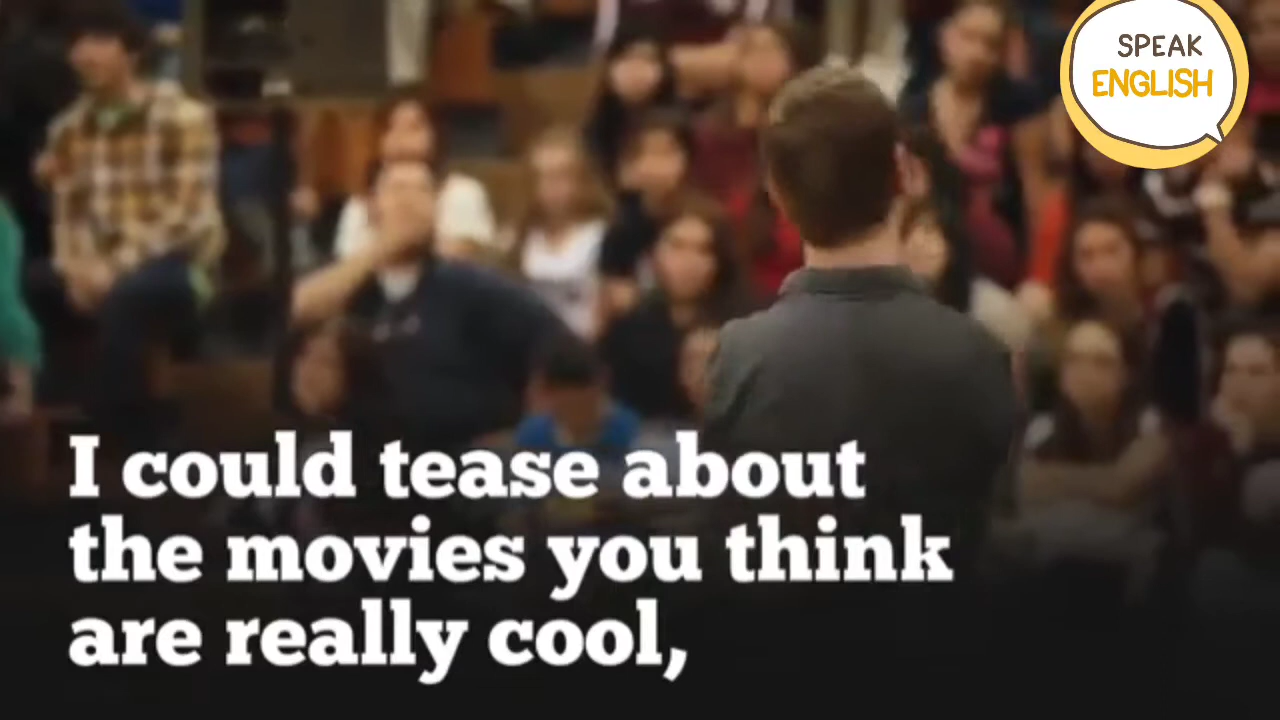 SPEAK
ENGLISH
I could tease about
the movies you think
are really cool,